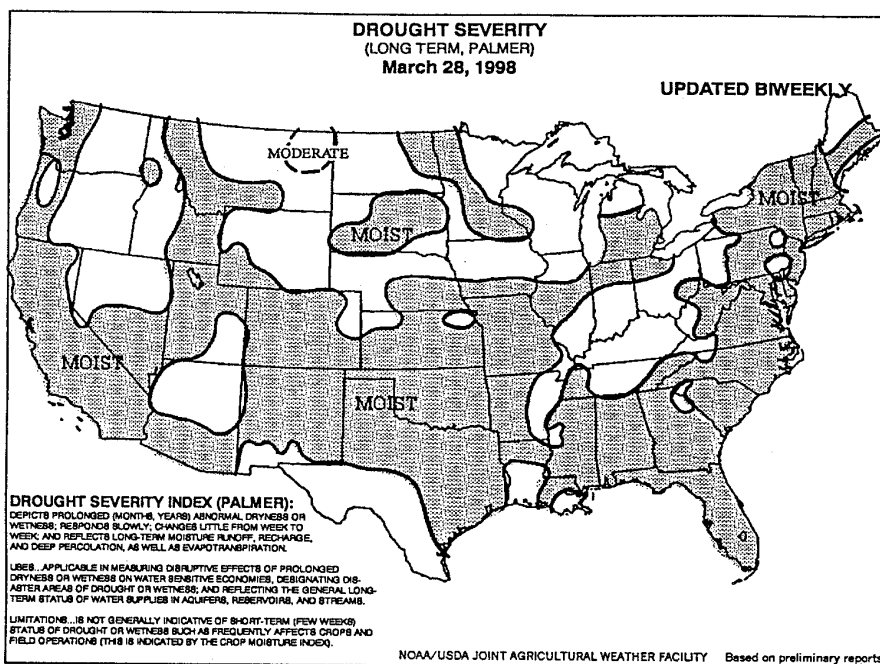 DROUGHT SEVERITY
(LONG TERM, PALMER)
March 28, 1998
UPDATED BIWEEKLY
MODERATE
MOIST
MOIST
MOIST
MOIST
DROUGHT SEVERITY INDEX (PALMER):
DEPICTS PROLONGED (MONTHS, YEARS) ABNORMAL DRYNESS OR
WETNESS; RESPONDS SLOWLY; CHANGES LITTLE FROM WEEK TO
WEEK; AND REFLECTS LONG-TERM MOISTURE RUNOFF, RECHARGE,
AND DEEP PERCOLATION, AS WELL AS EVAPOTRANSPIRATION.
USES...APPLICABLE IN MEASURING DISRUPTIVE EFFECTS OF PROLONGED
DRYNESS OR WETNESS ON WATER SENSITIVE ECONOMIES, DESIGNATING DIS-
ASTER AREAS OF DROUGHT OR WETNESS; AND REFLECTING THE GENERAL LONG-
TERM STATUS OF WATER SUPPLIES IN AQUIFERS, RESERVOIRS, AND STREAMS.
LIMITATIONS...IS NOT GENERALLY INDICATIVE OF SHORT-TERM (FEW WEEKS)
STATUS OF DROUGHT OR WETNESS SUCH AS FREQUENTLY AFFECTS CROPS AND
FIELD OPERATIONS (THIS IS INDICATED BY THE CROP MOISTURE INDEX).
NOAA/USDA JOINT AGRICULTURAL WEATHER FACILITY Based on preliminary reports